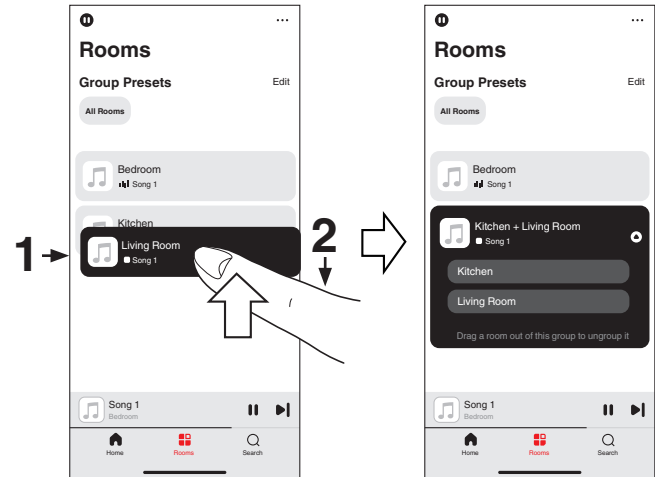 Rooms
Group Presets Edit
All Rooms
Bedroom
Song 1
Kitchen
Living Room
Song 1
1
2
Song 1
Bedroom
Home Rooms Search
Rooms
Group Presets Edit
All Rooms
Bedroom
Song 1
Kitchen + Living Room
Song 1
Kitchen
Living Room
Drag a room out of this group to ungroup it
Song 1
Bedroom
Home Rooms Search